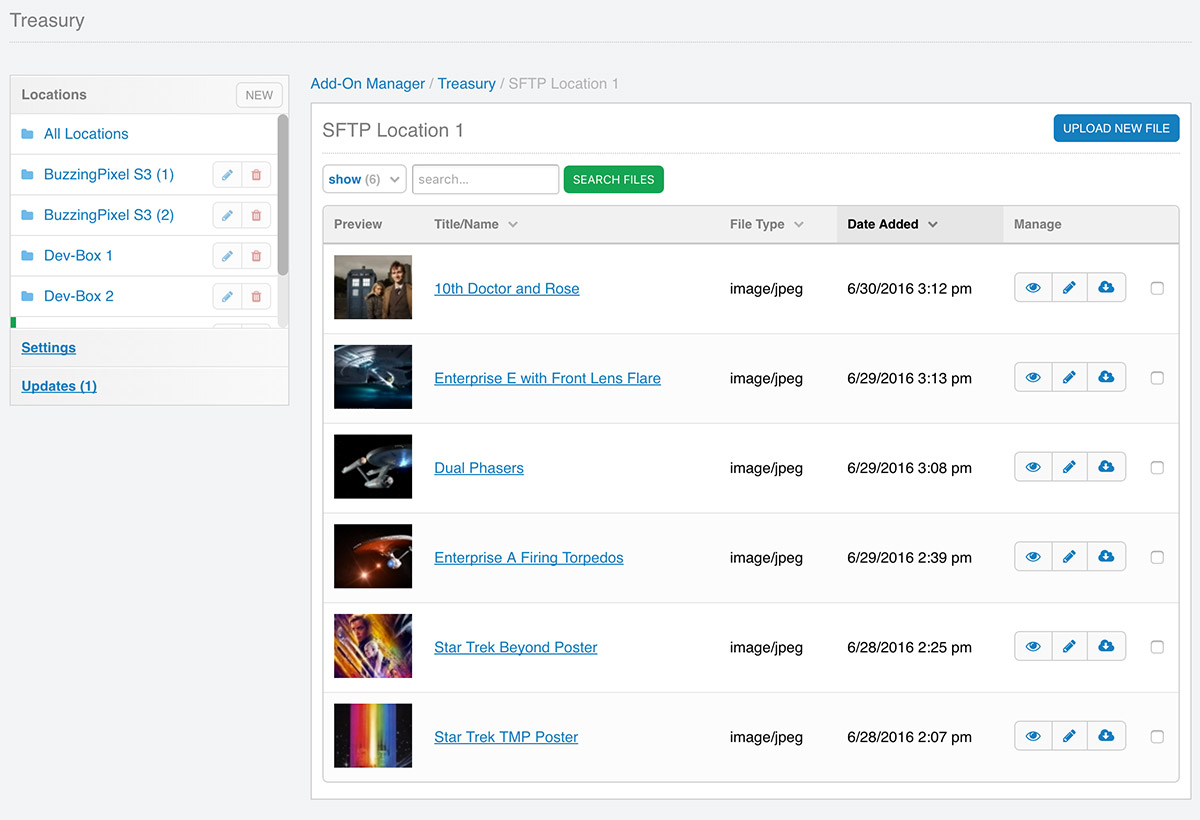 Treasury
Locations NEW
All Locations
BuzzingPixel S3 (1)
BuzzingPixel S3 (2)
Dev-Box 1
Dev-Box 2
Settings
Updates (1)
Add-On Manager / Treasury / SFTP Location 1
SFTP Location 1 UPLOAD NEW FILE
show (6) search... SEARCH FILES
Preview Title/Name File Type Date Added Manage
10th Doctor and Rose image/jpeg 6/30/2016 3:12 pm
Enterprise E with Front Lens Flare image/jpeg 6/29/2016 3:13 pm
Dual Phasers image/jpeg 6/29/2016 3:08 pm
Enterprise A Firing Torpedos image/jpeg 6/29/2016 2:39 pm
Star Trek Beyond Poster image/jpeg 6/28/2016 2:25 pm
Star Trek TMP Poster image/jpeg 6/28/2016 2:07 pm